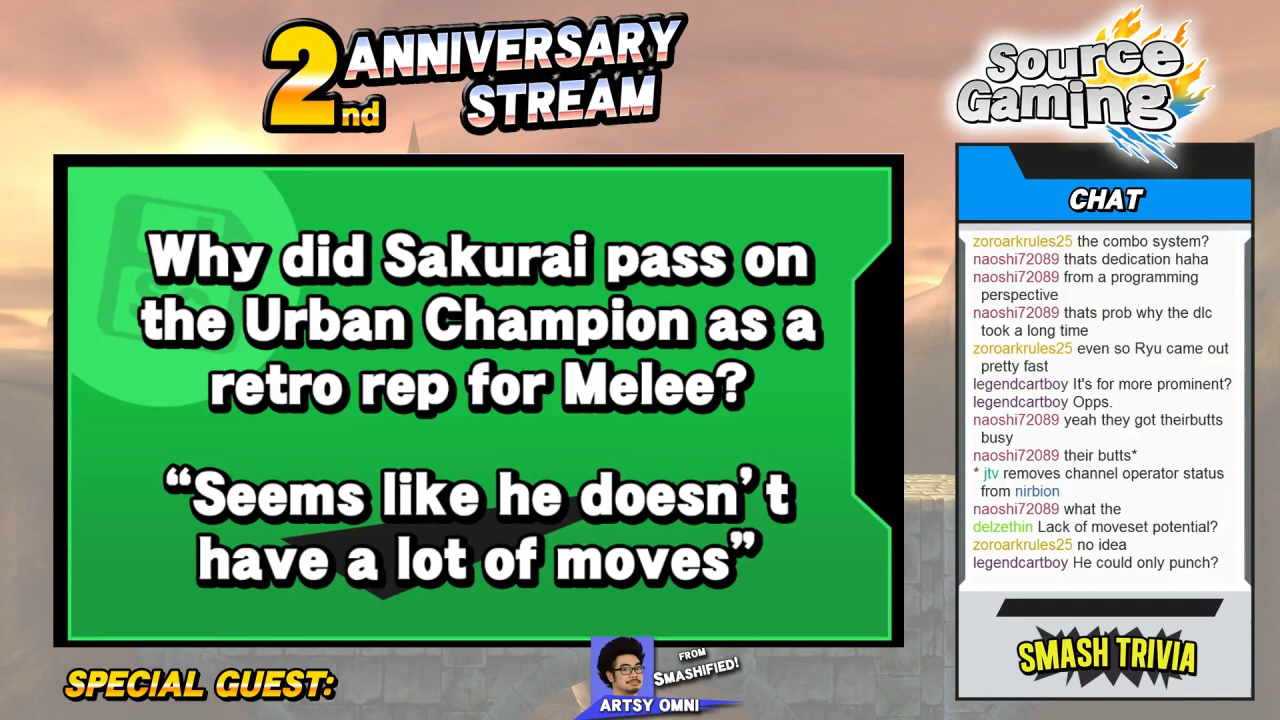 2nd ANNIVERSARY
STREAM
Source
Gaming
Why did Sakurai pass on
the Urban Champion as a
retro rep for Melee?
“Seems like he doesn’t
have a lot of moves”
CHAT
zoroarkrules25 the combo system?
naoshi72089 thats dedication haha
naoshi72089 from a programming
perspective
naoshi72089 thats prob why the dlc
took a long time
zoroarkrules25 even so Ryu came out
pretty fast
legendcartboy It's for more prominent?
legendcartboy Opps.
naoshi72089 yeah they got theirbutts
busy
naoshi72089 their butts*
* jtv removes channel operator status
from nirbion
naoshi72089 what the
delzethin Lack of moveset potential?
zoroarkrules25 no idea
legendcartboy He could only punch?
SMASH TRIVIA
SPECIAL GUEST:
FROM
SMASHIFIED!
ARTSY OMNI